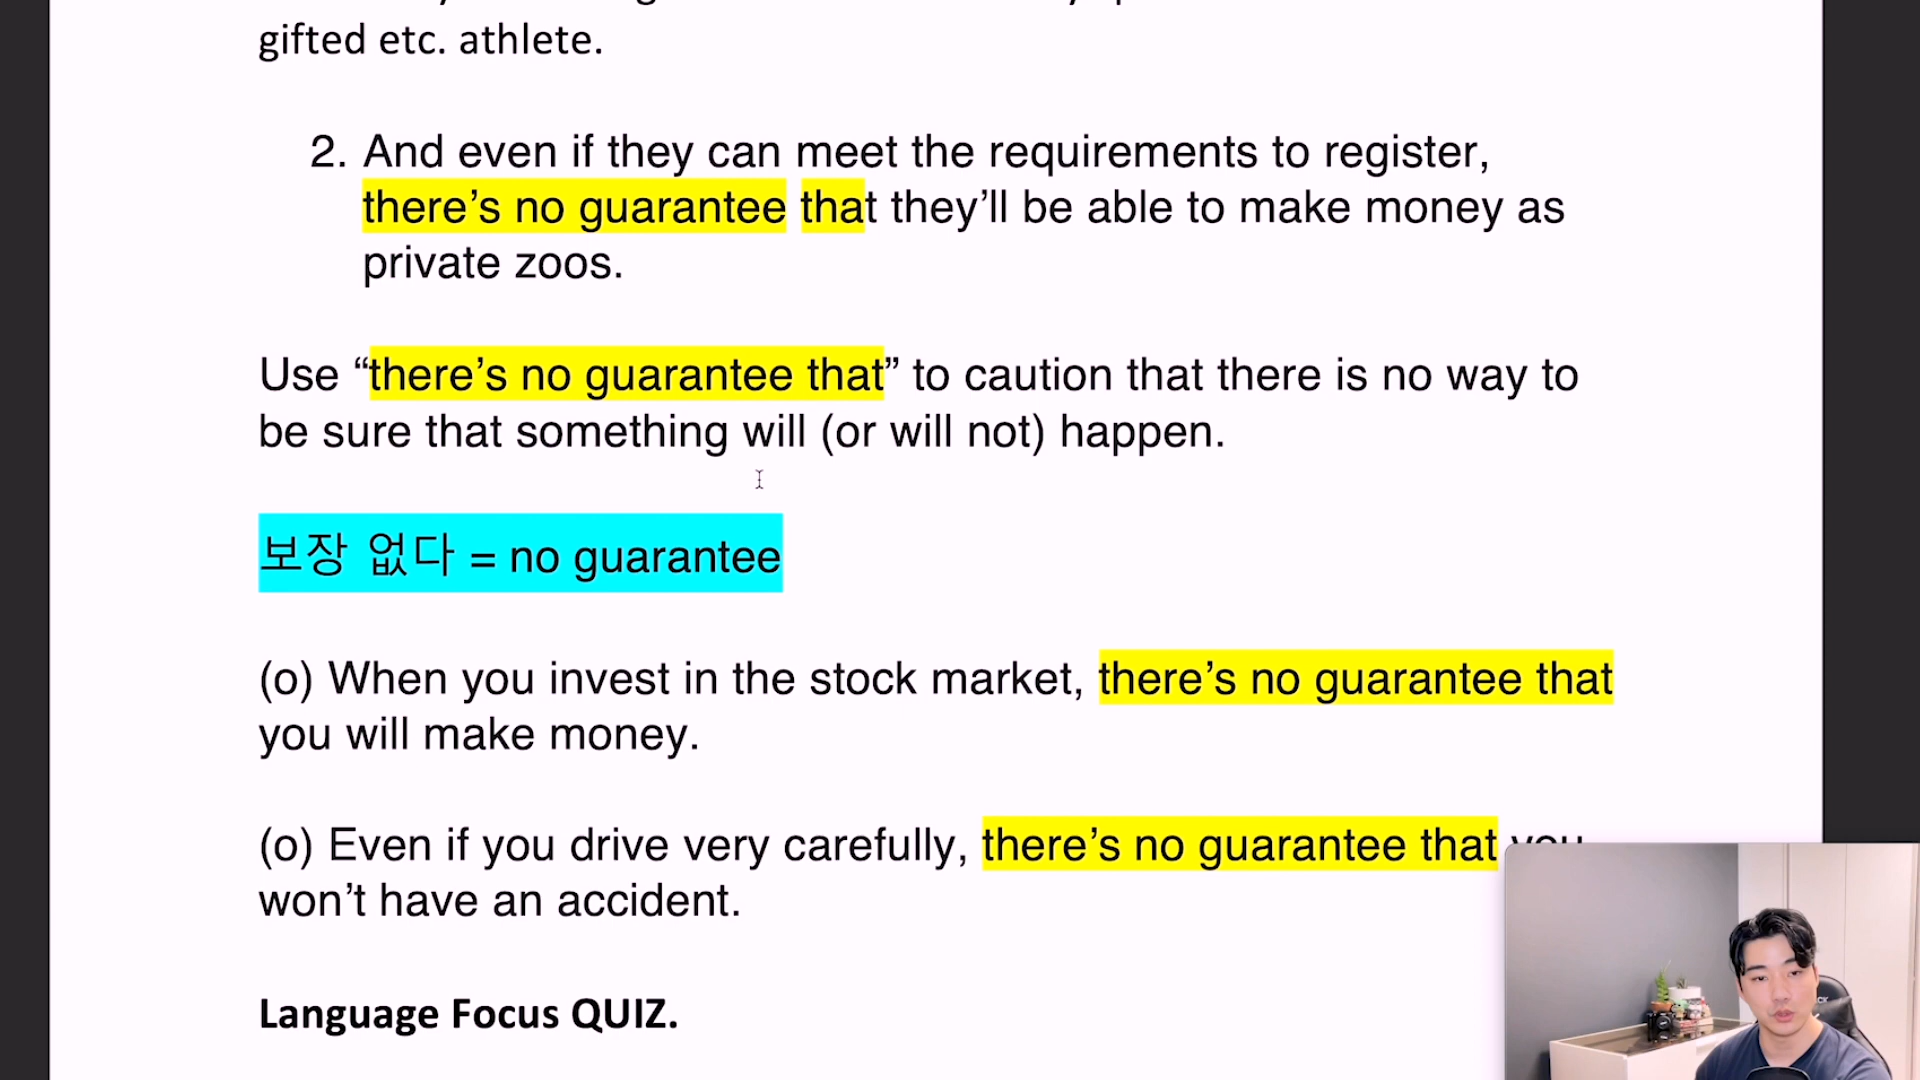 gifted etc. athlete.
2. And even if they can meet the requirements to register,
there’s no guarantee that they’ll be able to make money as
private zoos.
Use “there’s no guarantee that” to caution that there is no way to
be sure that something will (or will not) happen.
보장 없다 = no guarantee
(o) When you invest in the stock market, there’s no guarantee that
you will make money.
(o) Even if you drive very carefully, there’s no guarantee that you
won’t have an accident.
Language Focus QUIZ.